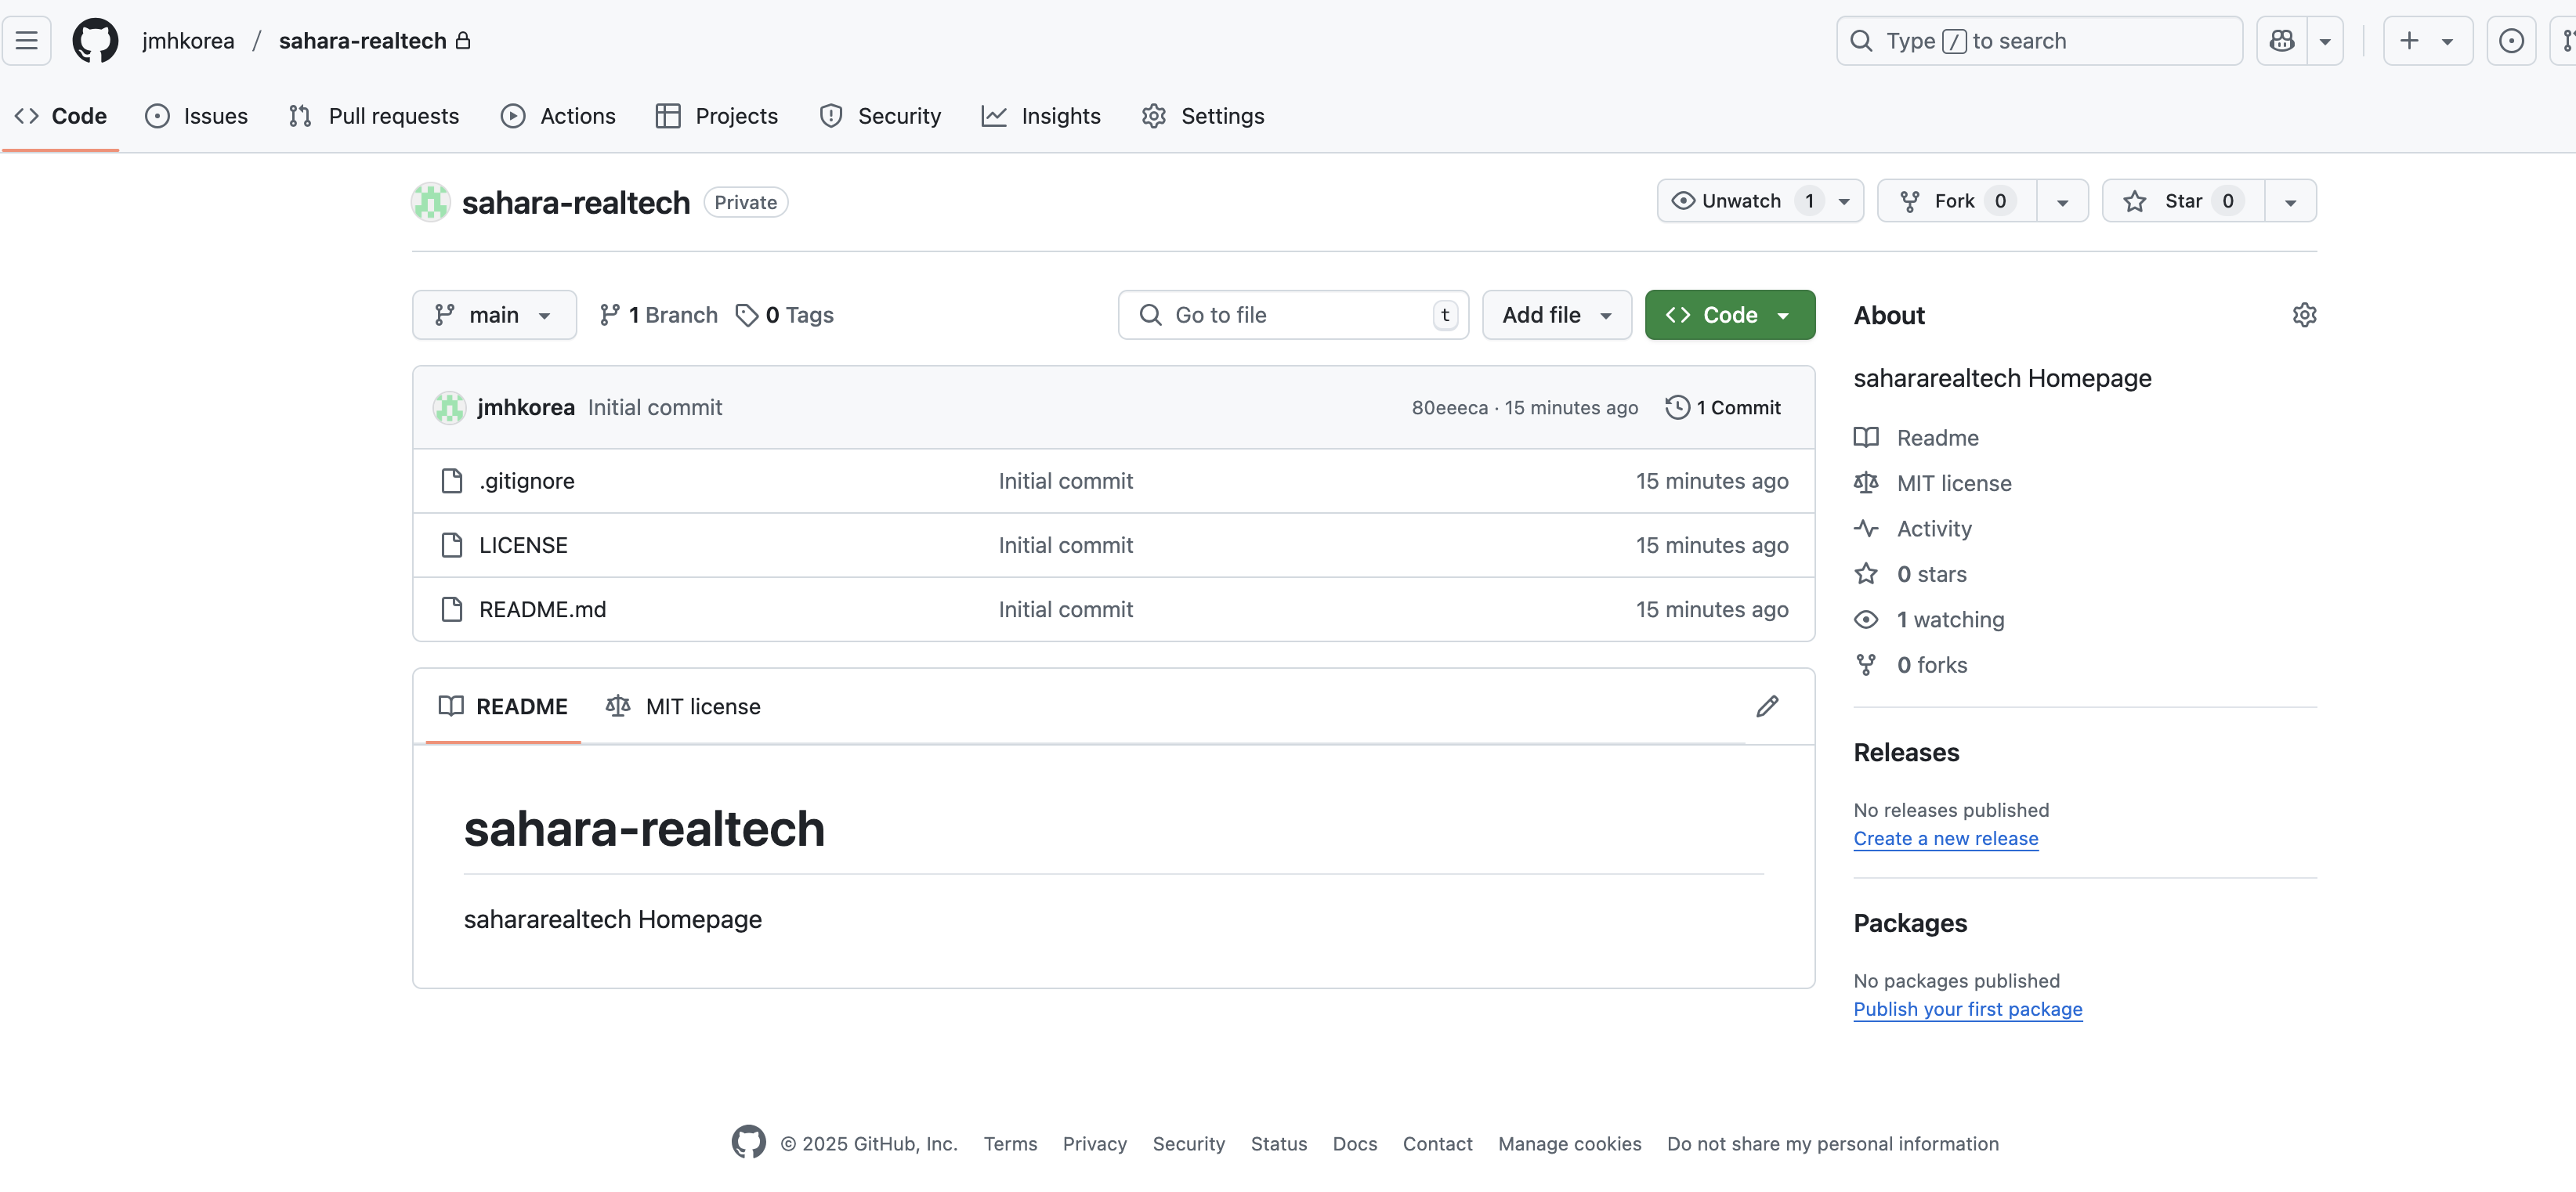 jmhkorea / sahara-realtech
Type / to search
Code Issues Pull requests Actions Projects Security Insights Settings
sahara-realtech Private
Unwatch 1 Fork 0 Star 0
main 1 Branch 0 Tags
Go to file t Add file Code
jmhkorea Initial commit 80eeeca · 15 minutes ago 1 Commit
.gitignore Initial commit 15 minutes ago
LICENSE Initial commit 15 minutes ago
README.md Initial commit 15 minutes ago
README MIT license
sahara-realtech
sahararealtech Homepage
About
sahararealtech Homepage
Readme
MIT license
Activity
0 stars
1 watching
0 forks
Releases
No releases published
Create a new release
Packages
No packages published
Publish your first package
© 2025 GitHub, Inc. Terms Privacy Security Status Docs Contact Manage cookies Do not share my personal information